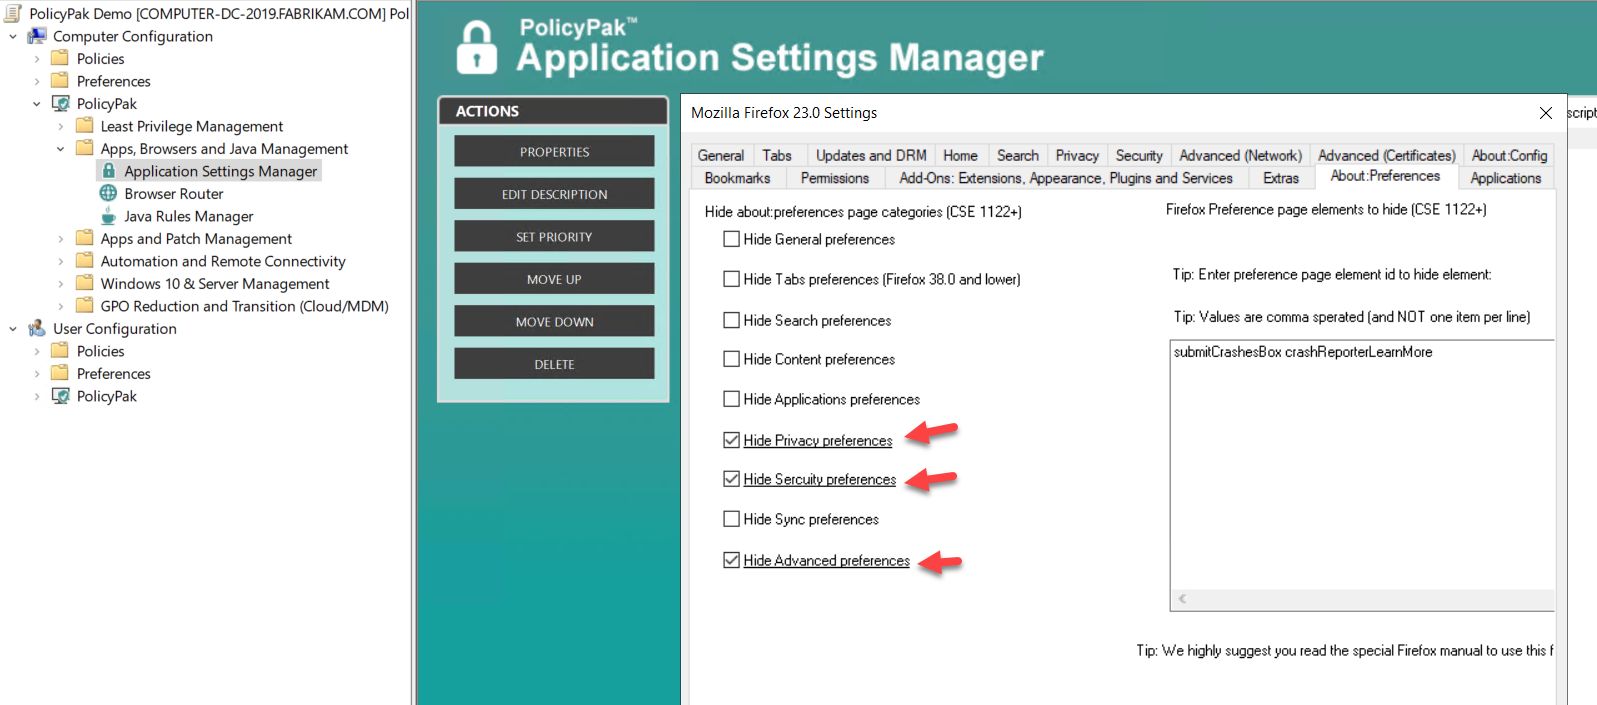 PolicyPak Demo [COMPUTER-DC-2019.FABRIKAM.COM] Pol
Computer Configuration
Policies
Preferences
PolicyPak
Least Privilege Management
Apps, Browsers and Java Management
Application Settings Manager
Browser Router
Java Rules Manager
Apps and Patch Management
Automation and Remote Connectivity
Windows 10 & Server Management
GPO Reduction and Transition (Cloud/MDM)
User Configuration
Policies
Preferences
PolicyPak
PolicyPak™
Application Settings Manager
ACTIONS
PROPERTIES
EDIT DESCRIPTION
SET PRIORITY
MOVE UP
MOVE DOWN
DELETE
script
Mozilla Firefox 23.0 Settings
General Tabs Updates and DRM Home Search Privacy Security Advanced (Network) Advanced (Certificates) About:Config
Bookmarks Permissions Add-Ons: Extensions, Appearance, Plugins and Services Extras About:Preferences Applications
Hide about:preferences page categories (CSE 1122+)
Hide General preferences
Hide Tabs preferences (Firefox 38.0 and lower)
Hide Search preferences
Hide Content preferences
Hide Applications preferences
Hide Privacy preferences
Hide Sercuity preferences
Hide Sync preferences
Hide Advanced preferences
Firefox Preference page elements to hide (CSE 1122+)
Tip: Enter preference page element id to hide element:
Tip: Values are comma sperated (and NOT one item per line)
submitCrashesBox crashReporterLearnMore
Tip: We highly suggest you read the special Firefox manual to use this f